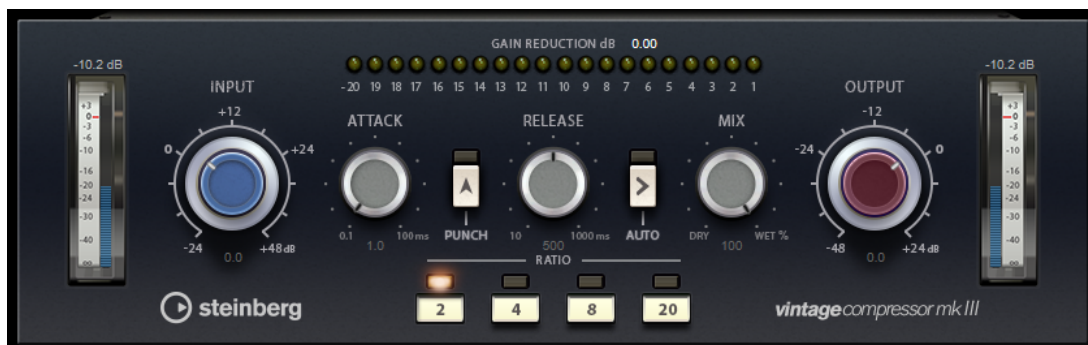 GAIN REDUCTION dB 0.00
-20 19 18 17 16 15 14 13 12 11 10 9 8 7 6 5 4 3 2 1
-10.2 dB
+3
0
-3
-6
-10
-16
-20
-24
-30
-40
∞
INPUT
+12
0 +24
-24 +48 dB
0.0
ATTACK
0.1 100 ms
1.0
PUNCH
RELEASE
10 1000 ms
500
AUTO
MIX
DRY WET %
100
OUTPUT
-12
-24 0
-48 +24 dB
0.0
-10.2 dB
+3
0
-3
-6
-10
-16
-20
-24
-30
-40
∞
RATIO
2 4 8 20
steinberg
vintage compressor mk III